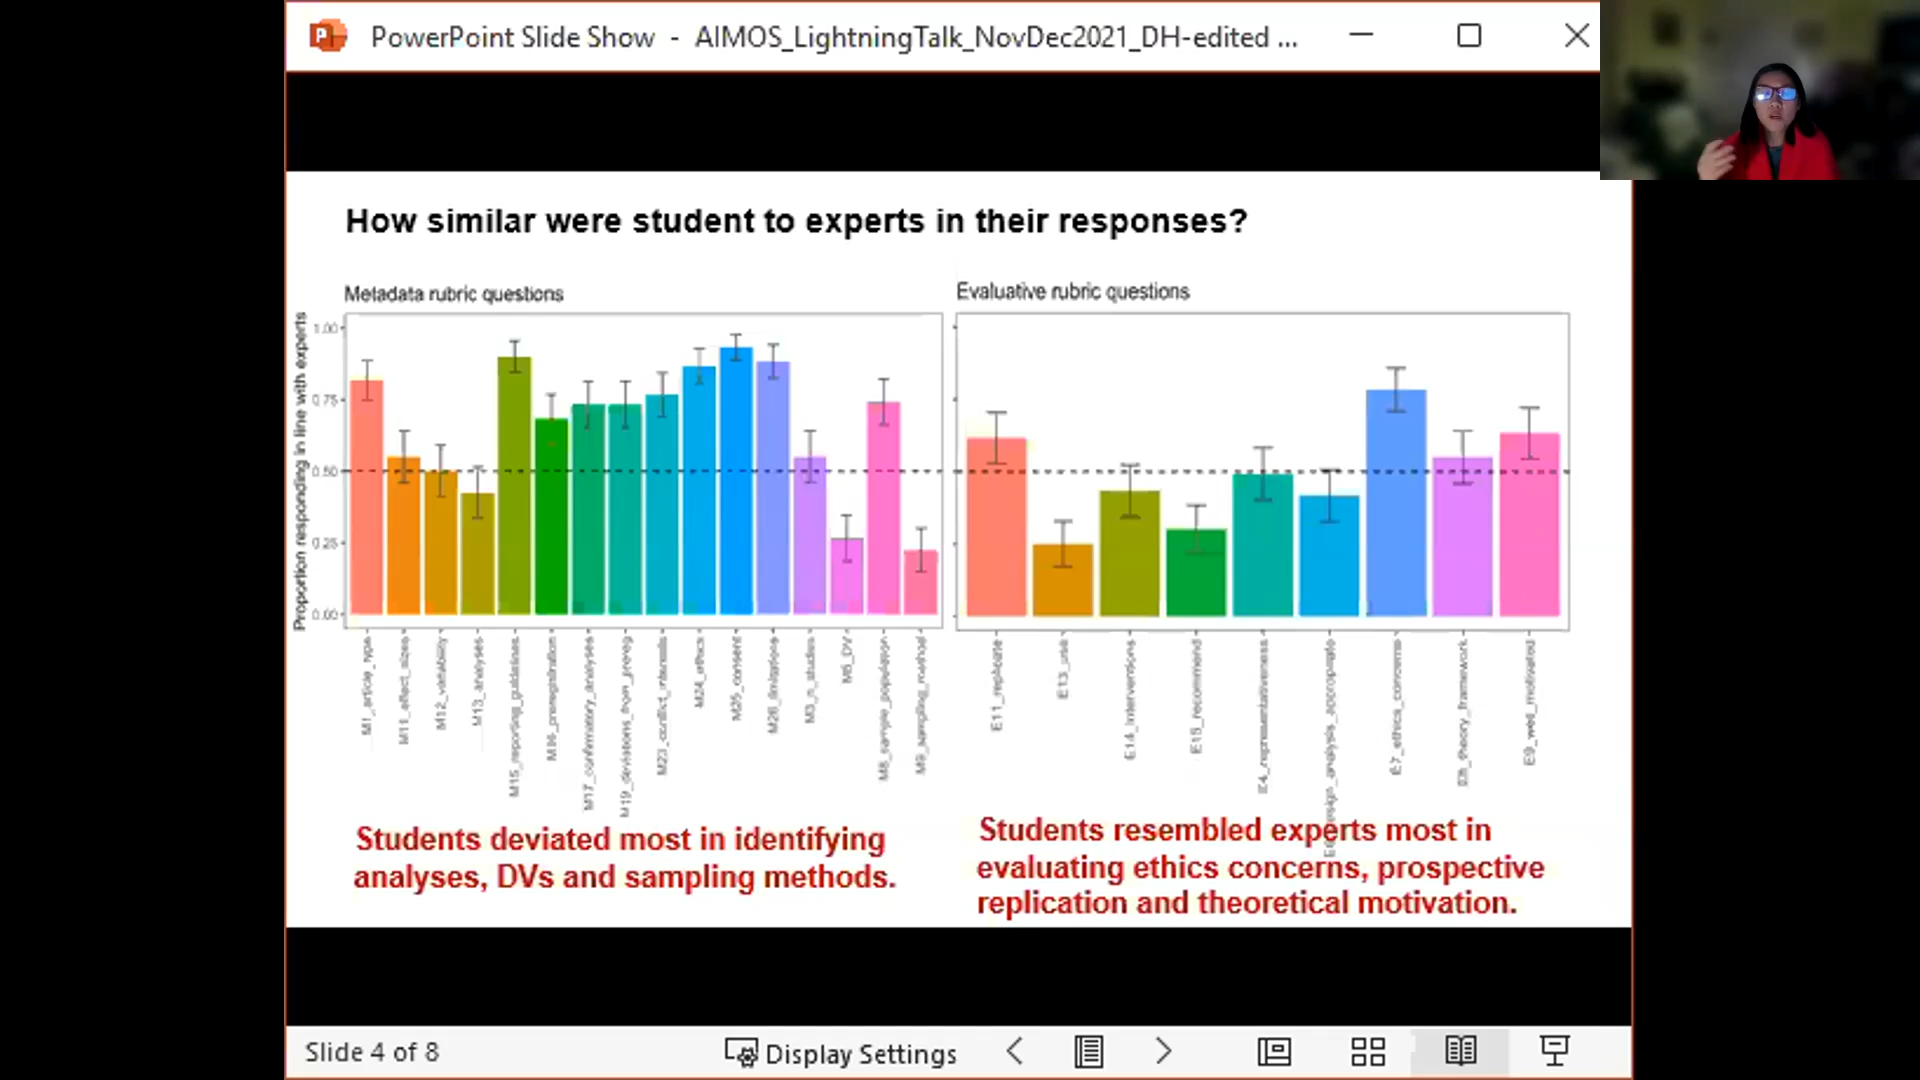 PowerPoint Slide Show - AIMOS_LightningTalk_NovDec2021_DH-edited ...
How similar were student to experts in their responses?
Metadata rubric questions
Evaluative rubric questions
Proportion responding in line with experts
1.00
0.75
0.50
0.25
0.00
M1_article_type
M11_effect_sizes
M12_variability
M13_analyses
M15_reporting_guidelines
M16_preregistration
M17_confirmatory_analyses
M19_deviations_from_prereg
M23_conflict_interests
M24_ethics
M25_consent
M26_limitations
M3_n_studies
M8_sample_population
M9_sampling_method
E11_replicate
E13_use
E14_interventions
E15_recommend
E4_representativeness
E7_ethics_concerns
E9_well_motivated
Students deviated most in identifying
analyses, DVs and sampling methods.
Students resembled experts most in
evaluating ethics concerns, prospective
replication and theoretical motivation.
Slide 4 of 8
Display Settings